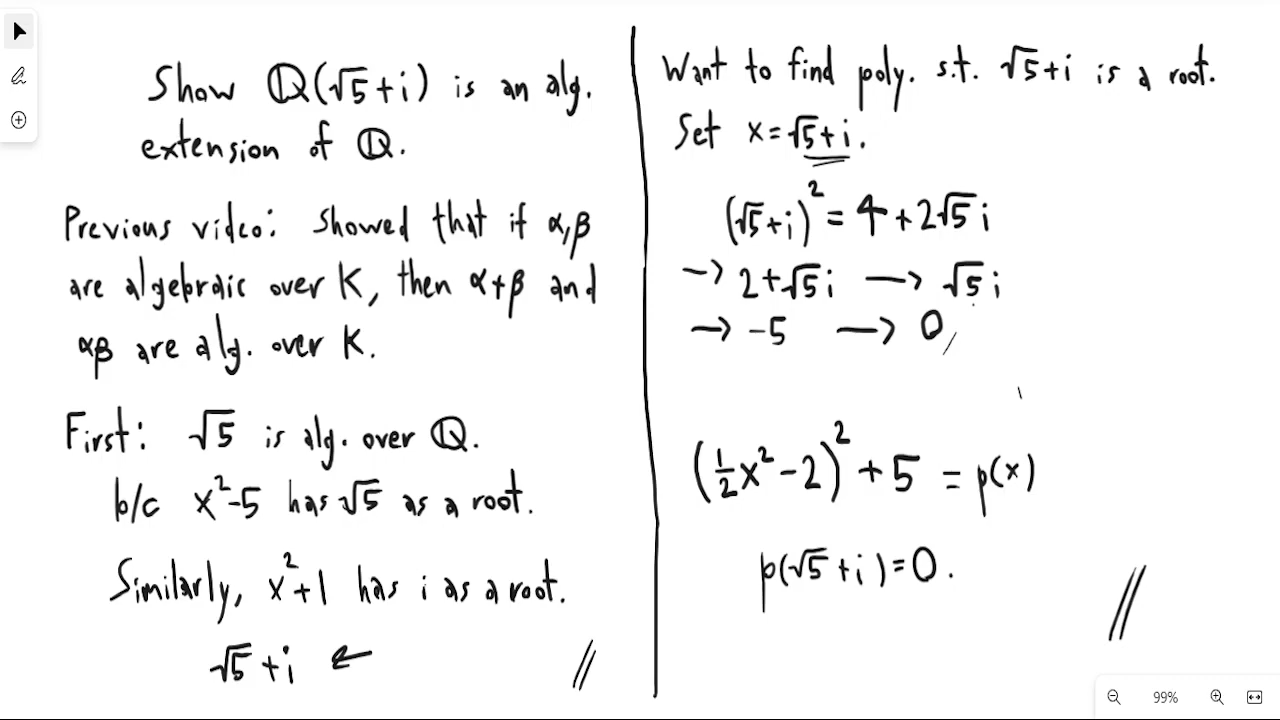 Show ℚ(√5+i) is an alg.
extension of ℚ.
Previous video: showed that if α,β
are algebraic over K, then α+β and
αβ are alg. over K.
First: √5 is alg. over ℚ.
b/c x²-5 has √5 as a root.
Similarly, x²+1 has i as a root.
√5+i ←
Want to find poly. s.t. √5+i is a root.
Set x=√5+i.
(√5+i)² = 4+2√5i
→ 2+√5i → √5i
→ -5 → 0
(½x²-2)²+5 = p(x)
p(√5+i)=0.
99%